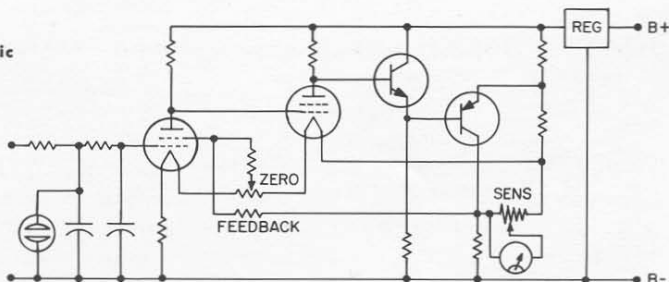 REG
B+
ic
ZERO
SENS
FEEDBACK
B-